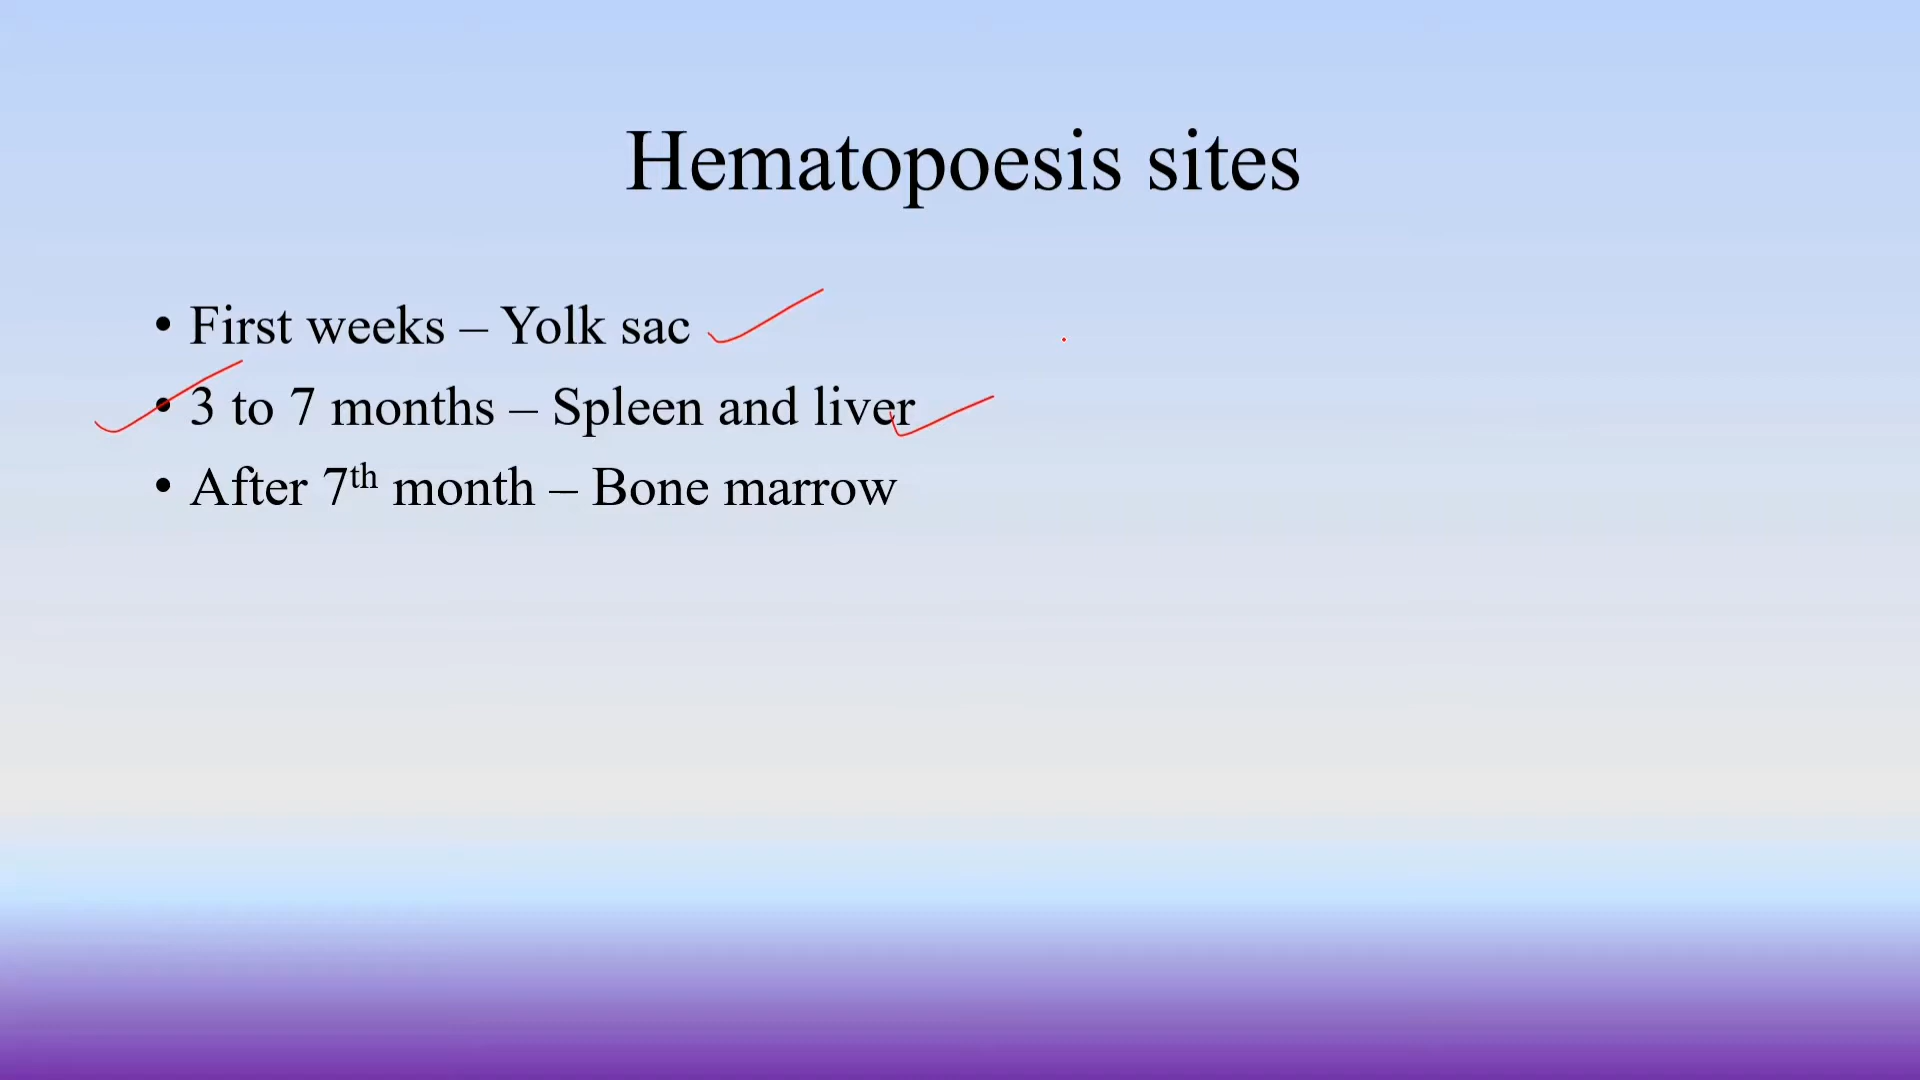 Hematopoesis sites
• First weeks – Yolk sac
• 3 to 7 months – Spleen and liver
• After 7th month – Bone marrow